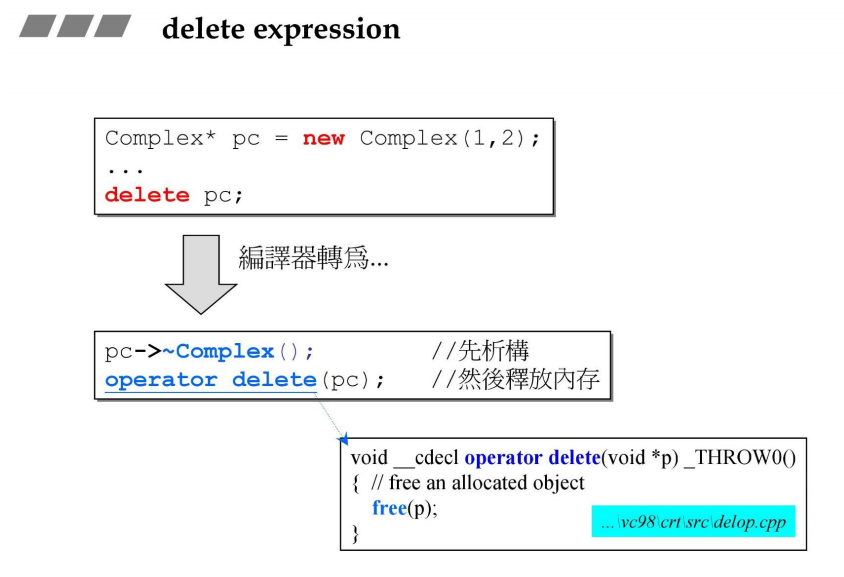 delete expression
Complex* pc = new Complex(1,2);
...
delete pc;
編譯器轉為...
pc->~Complex(); //先析構
operator delete(pc); //然後釋放內存
void __cdecl operator delete(void *p) _THROW0()
{ // free an allocated object
free(p);
...\vc98\crt\src\delop.cpp
}